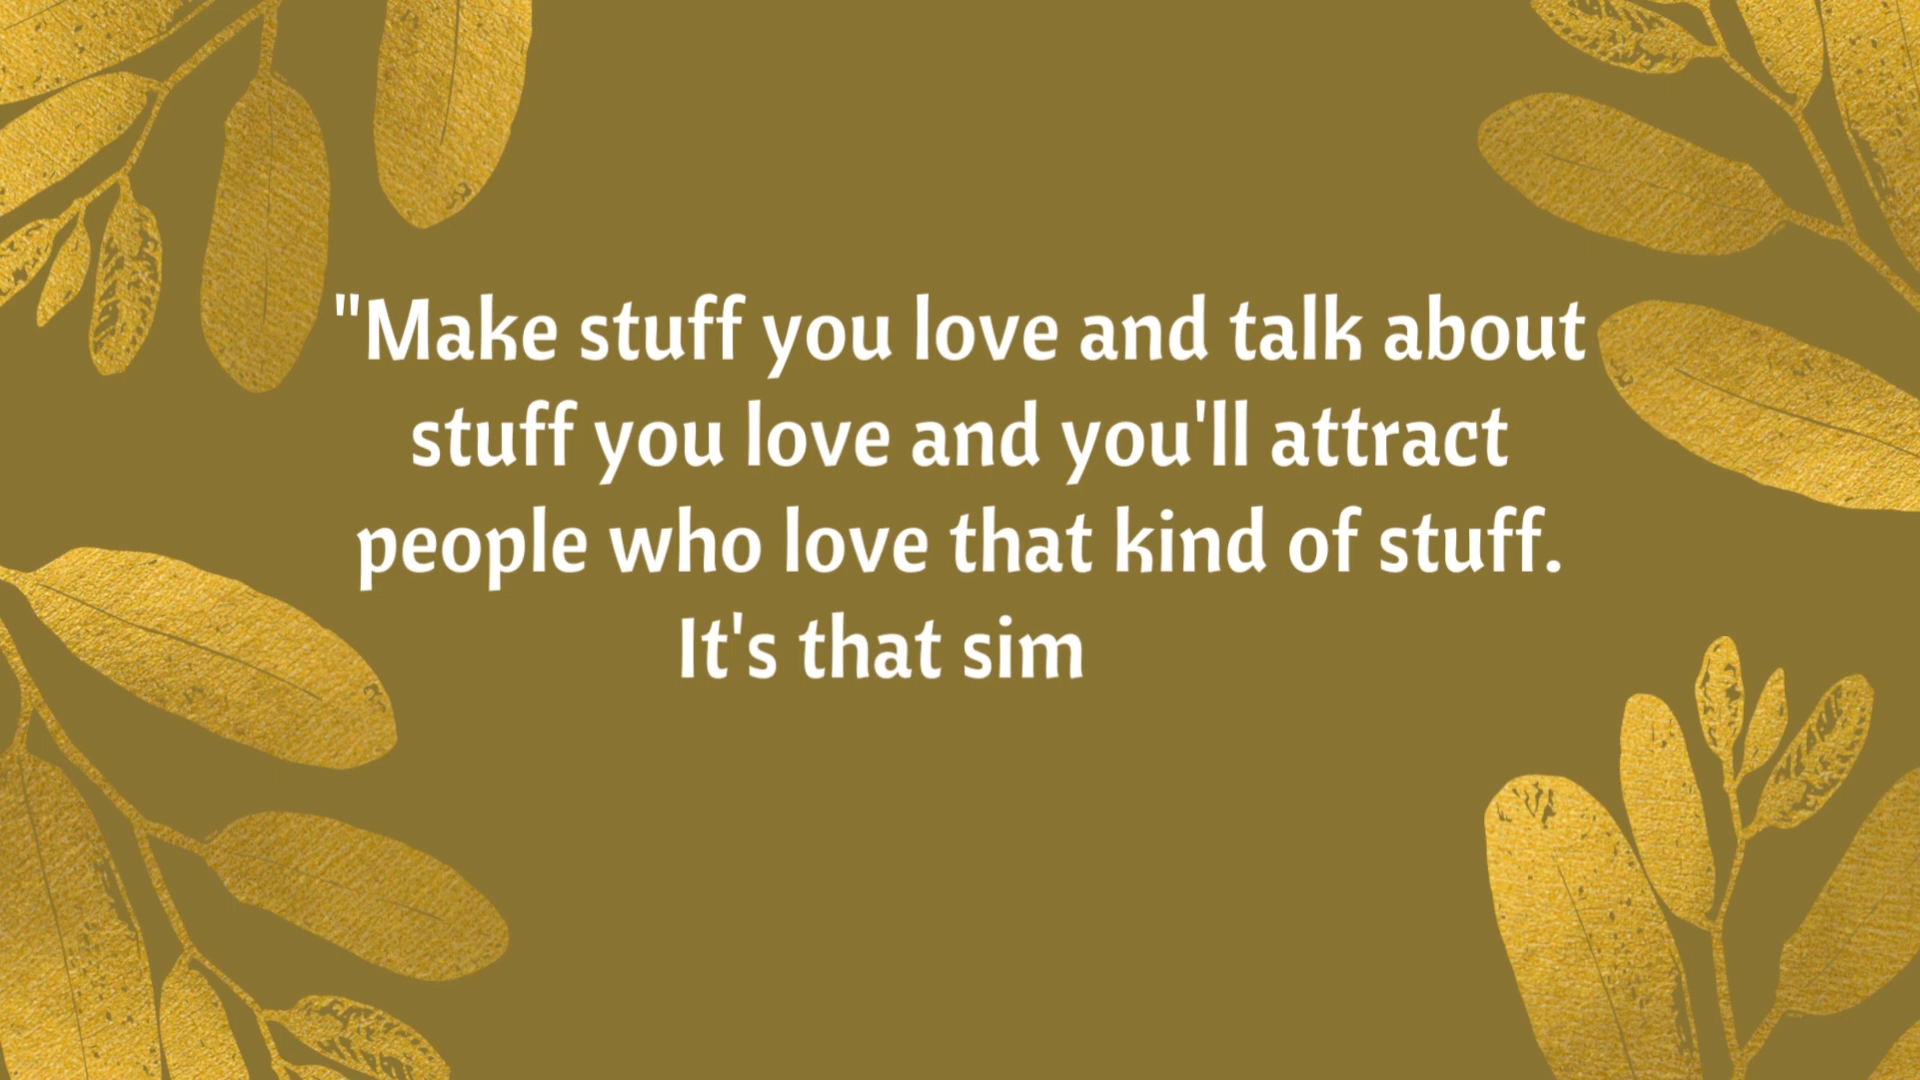 "Make stuff you love and talk about
stuff you love and you'll attract
people who love that kind of stuff.
It's that sim